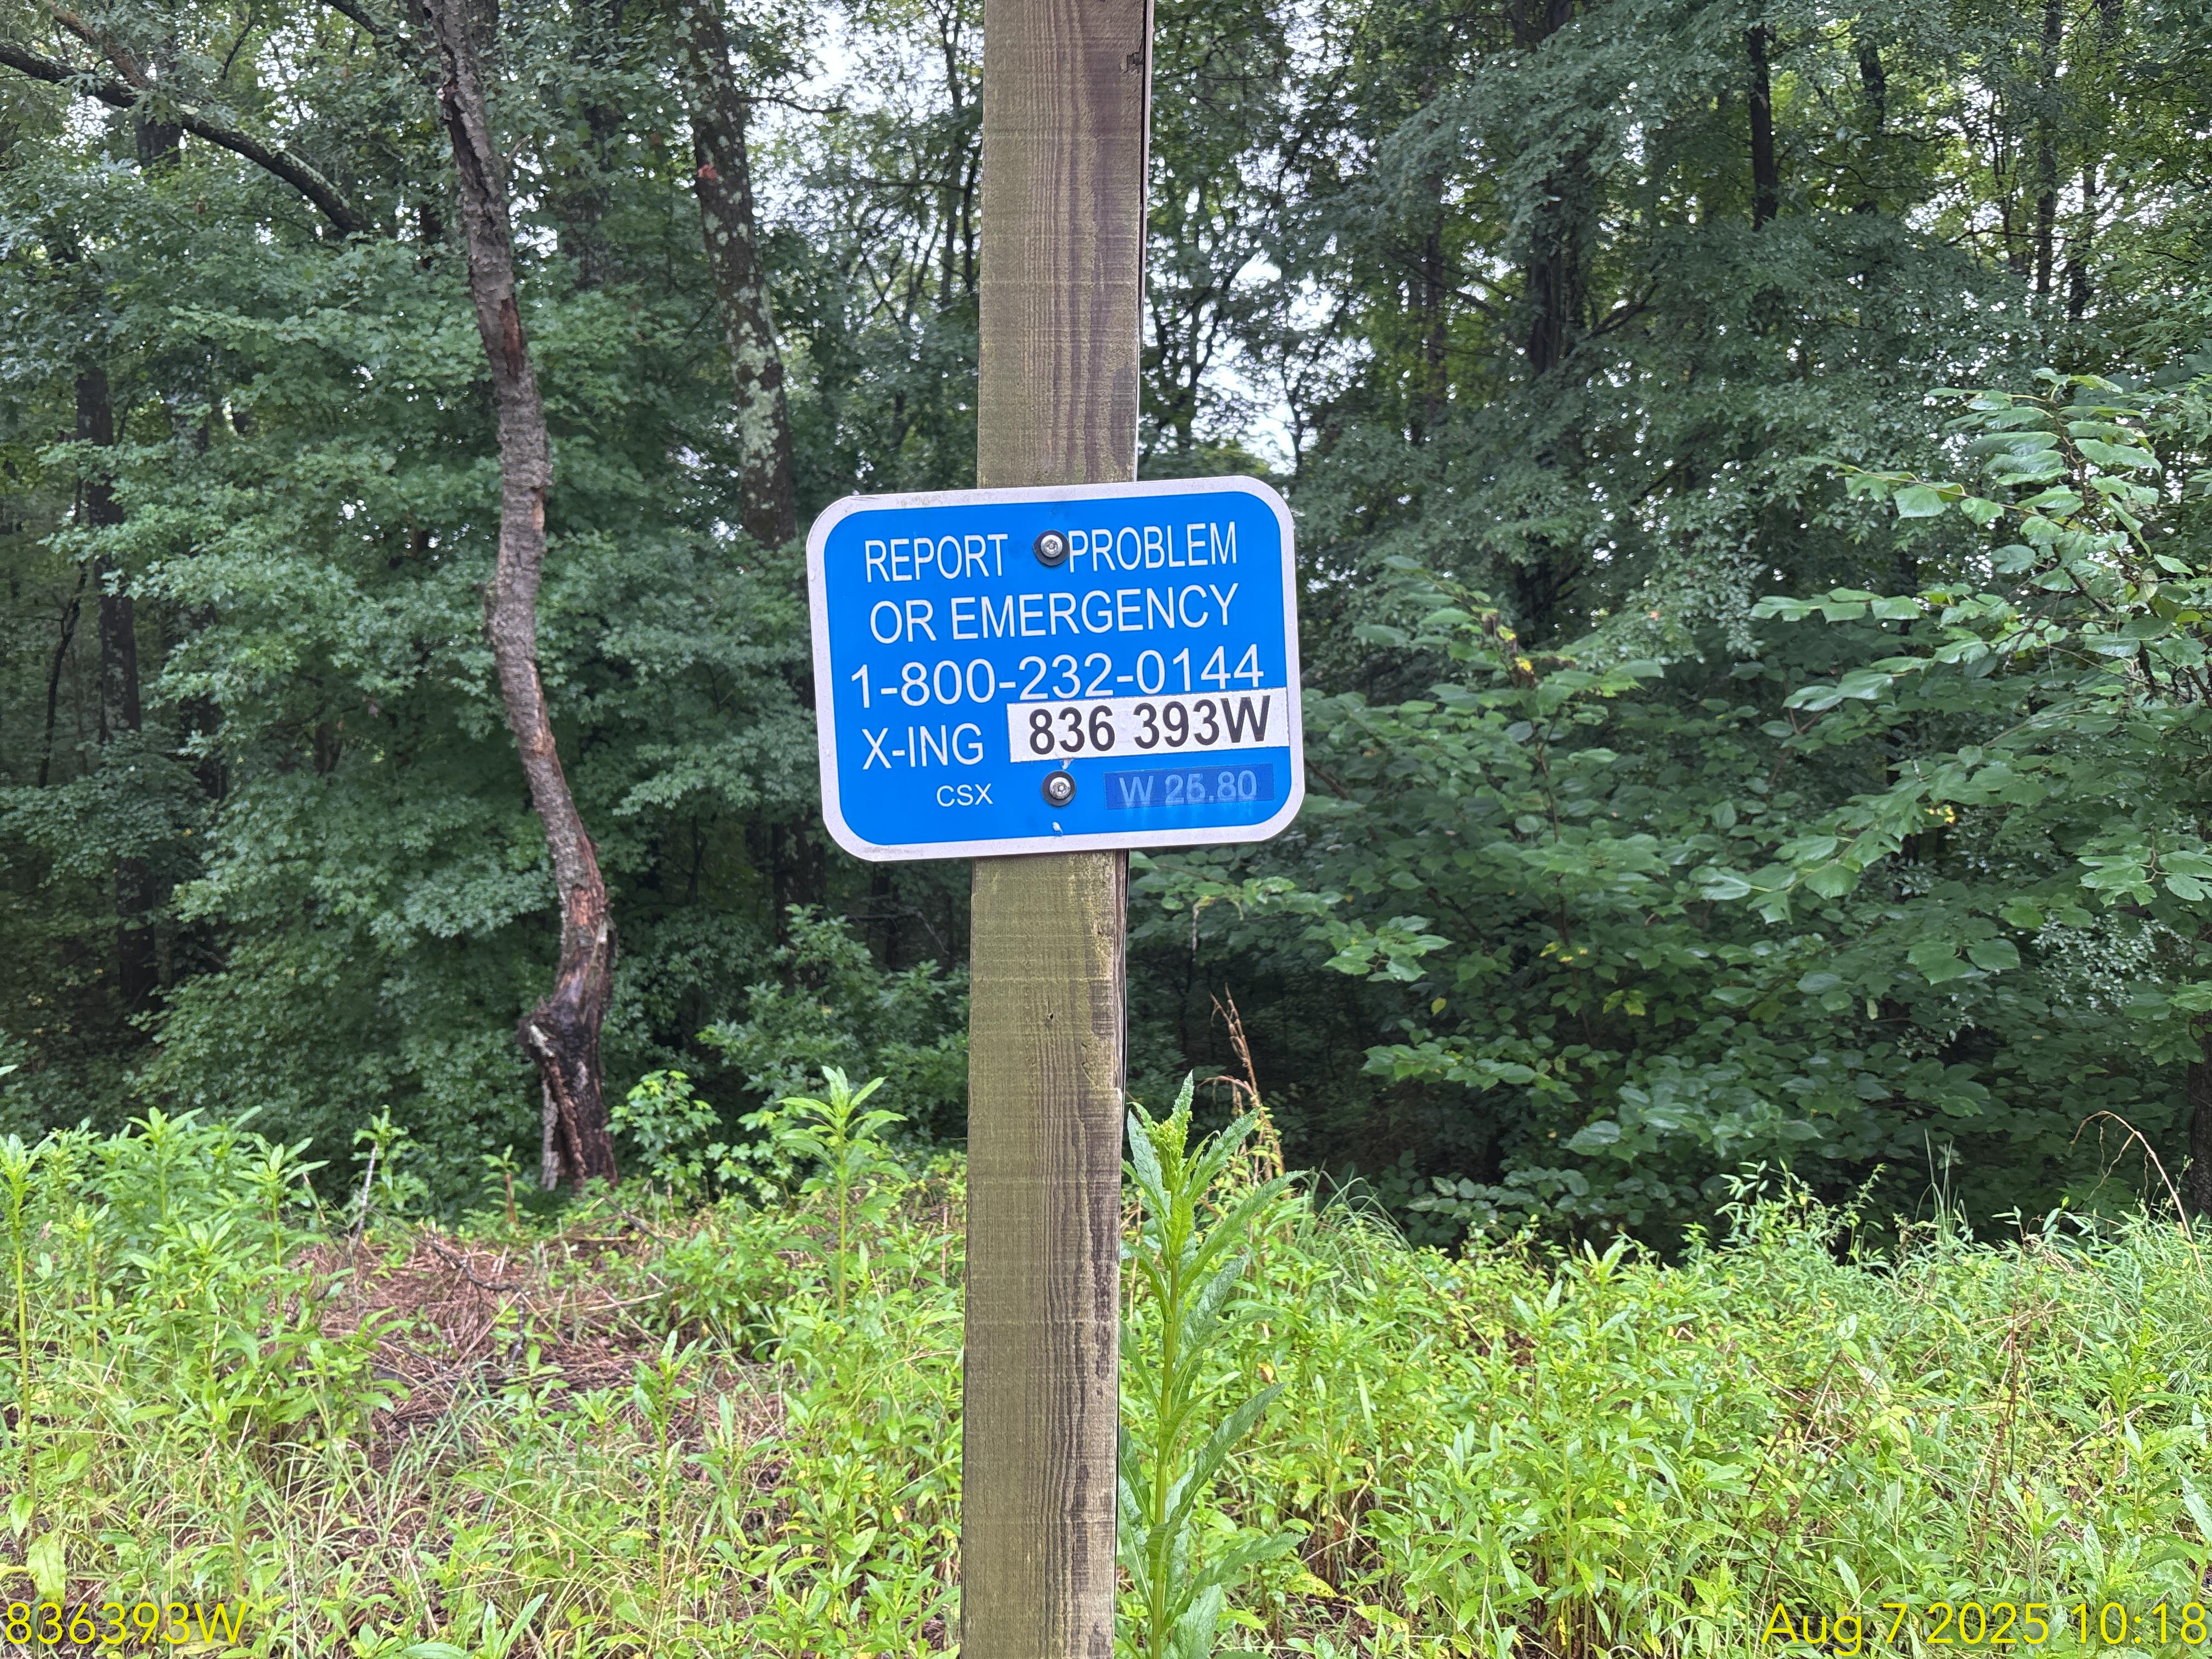 REPORT PROBLEM
OR EMERGENCY
1-800-232-0144
X-ING 836 393W
CSX W 25.80
836393W
Aug 7 2025 10:18